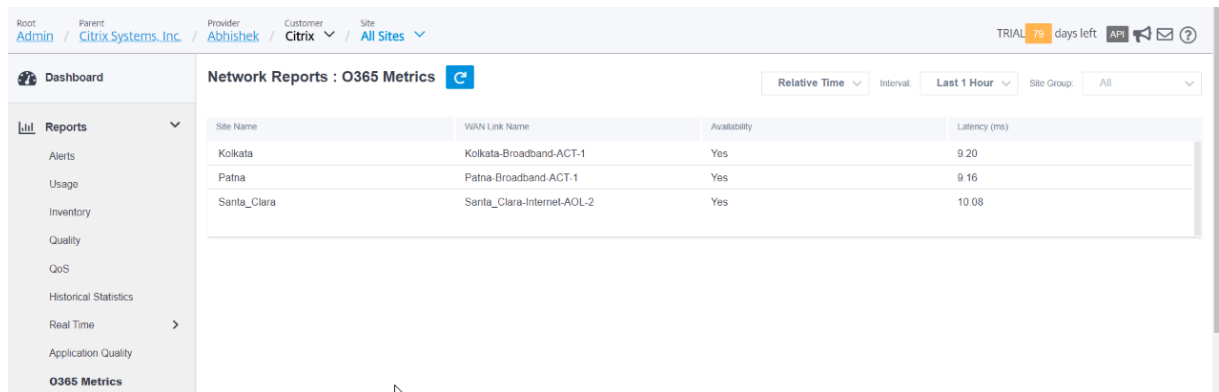 Root Parent Provider Customer Site
Admin / Citrix Systems, Inc. / Abhishek / Citrix / All Sites
TRIAL 79 days left API ?
Dashboard
Network Reports : O365 Metrics
Relative Time Interval: Last 1 Hour Site Group: All
Reports
Site Name WAN Link Name Availability Latency (ms)
Alerts
Kolkata Kolkata-Broadband-ACT-1 Yes 9.20
Usage
Patna Patna-Broadband-ACT-1 Yes 9.16
Inventory
Santa_Clara Santa_Clara-Internet-AOL-2 Yes 10.08
Quality
QoS
Historical Statistics
Real Time
Application Quality
O365 Metrics